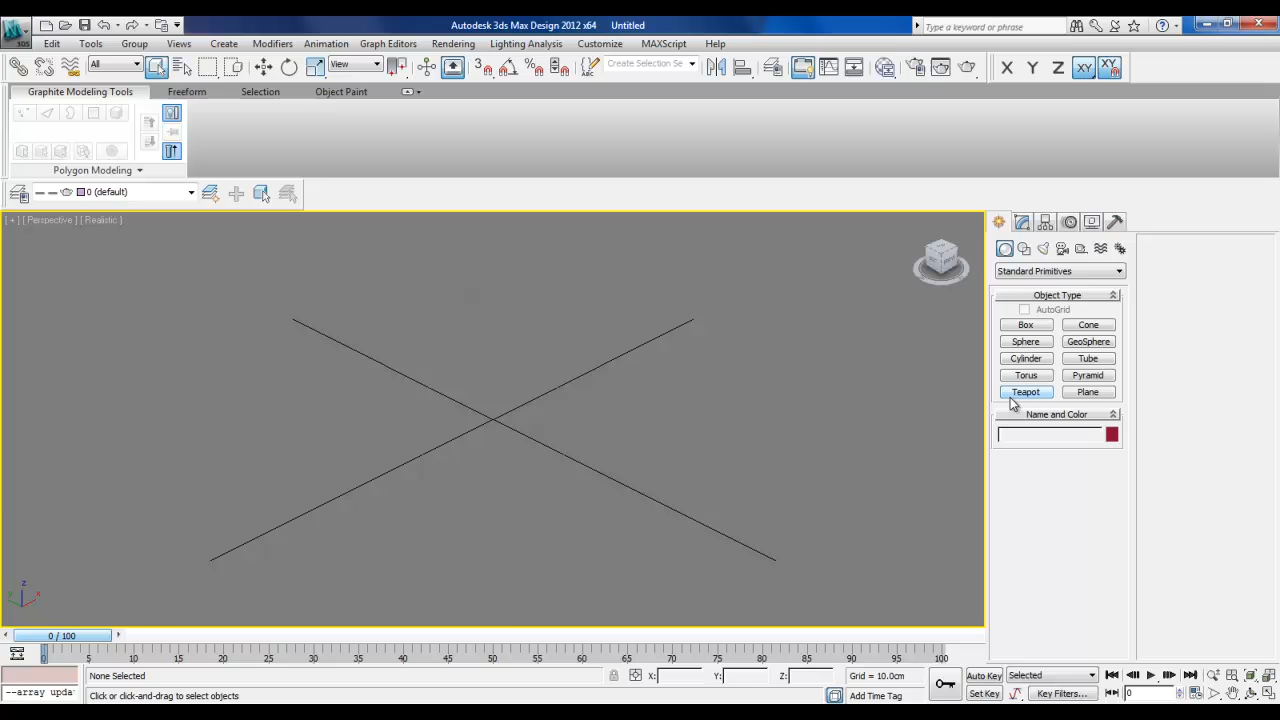 Autodesk 3ds Max Design 2012 x64 Untitled
Type a keyword or phrase
Edit Tools Group Views Create Modifiers Animation Graph Editors Rendering Lighting Analysis Customize MAXScript Help
All View 3 Create Selection Se X Y Z XY XY
Graphite Modeling Tools Freeform Selection Object Paint
Polygon Modeling
0 (default)
[ + ] [ Perspective ] [ Realistic ]
Standard Primitives
Object Type
AutoGrid
Box Cone
Sphere GeoSphere
Cylinder Tube
Torus Pyramid
Teapot Plane
Name and Color
z
y x
0 / 100
0 5 10 15 20 25 30 35 40 45 50 55 60 65 70 75 80 85 90 95 100
None Selected X: Y: Z: Grid = 10.0cm Auto Key Selected
--array upda Click or click-and-drag to select objects Add Time Tag Set Key Key Filters... 0